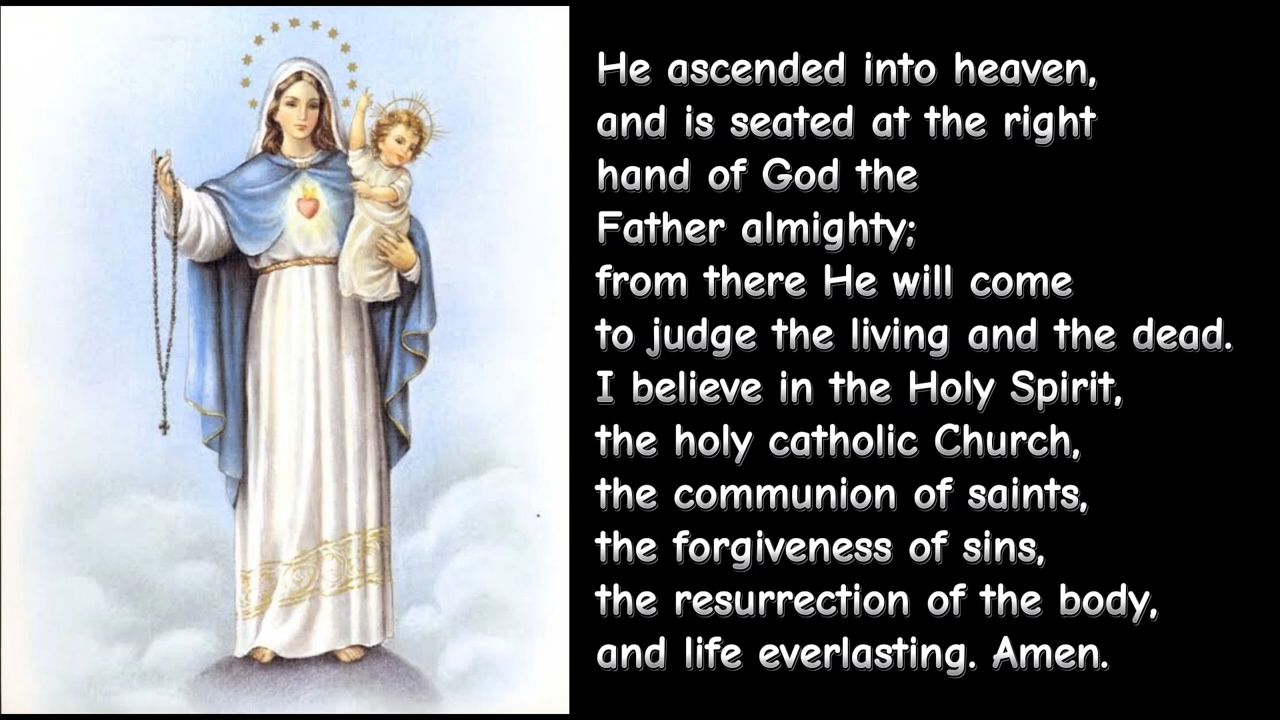 He ascended into heaven,
and is seated at the right
hand of God the
Father almighty;
from there He will come
to judge the living and the dead.
I believe in the Holy Spirit,
the holy catholic Church,
the communion of saints,
the forgiveness of sins,
the resurrection of the body,
and life everlasting. Amen.